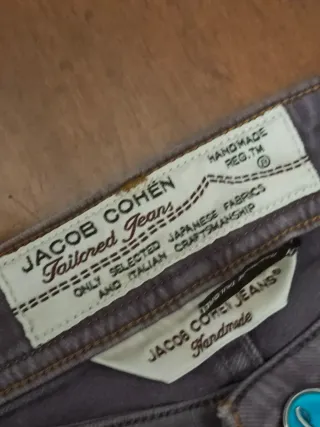 JACOB COHËN
Tailored Jeans
HANDMADE
REG.TM
®
ONLY SELECTED JAPANESE FABRICS
AND ITALIAN CRAFTSMANSHIP
JACOB COHËN JEANS®
Handmade